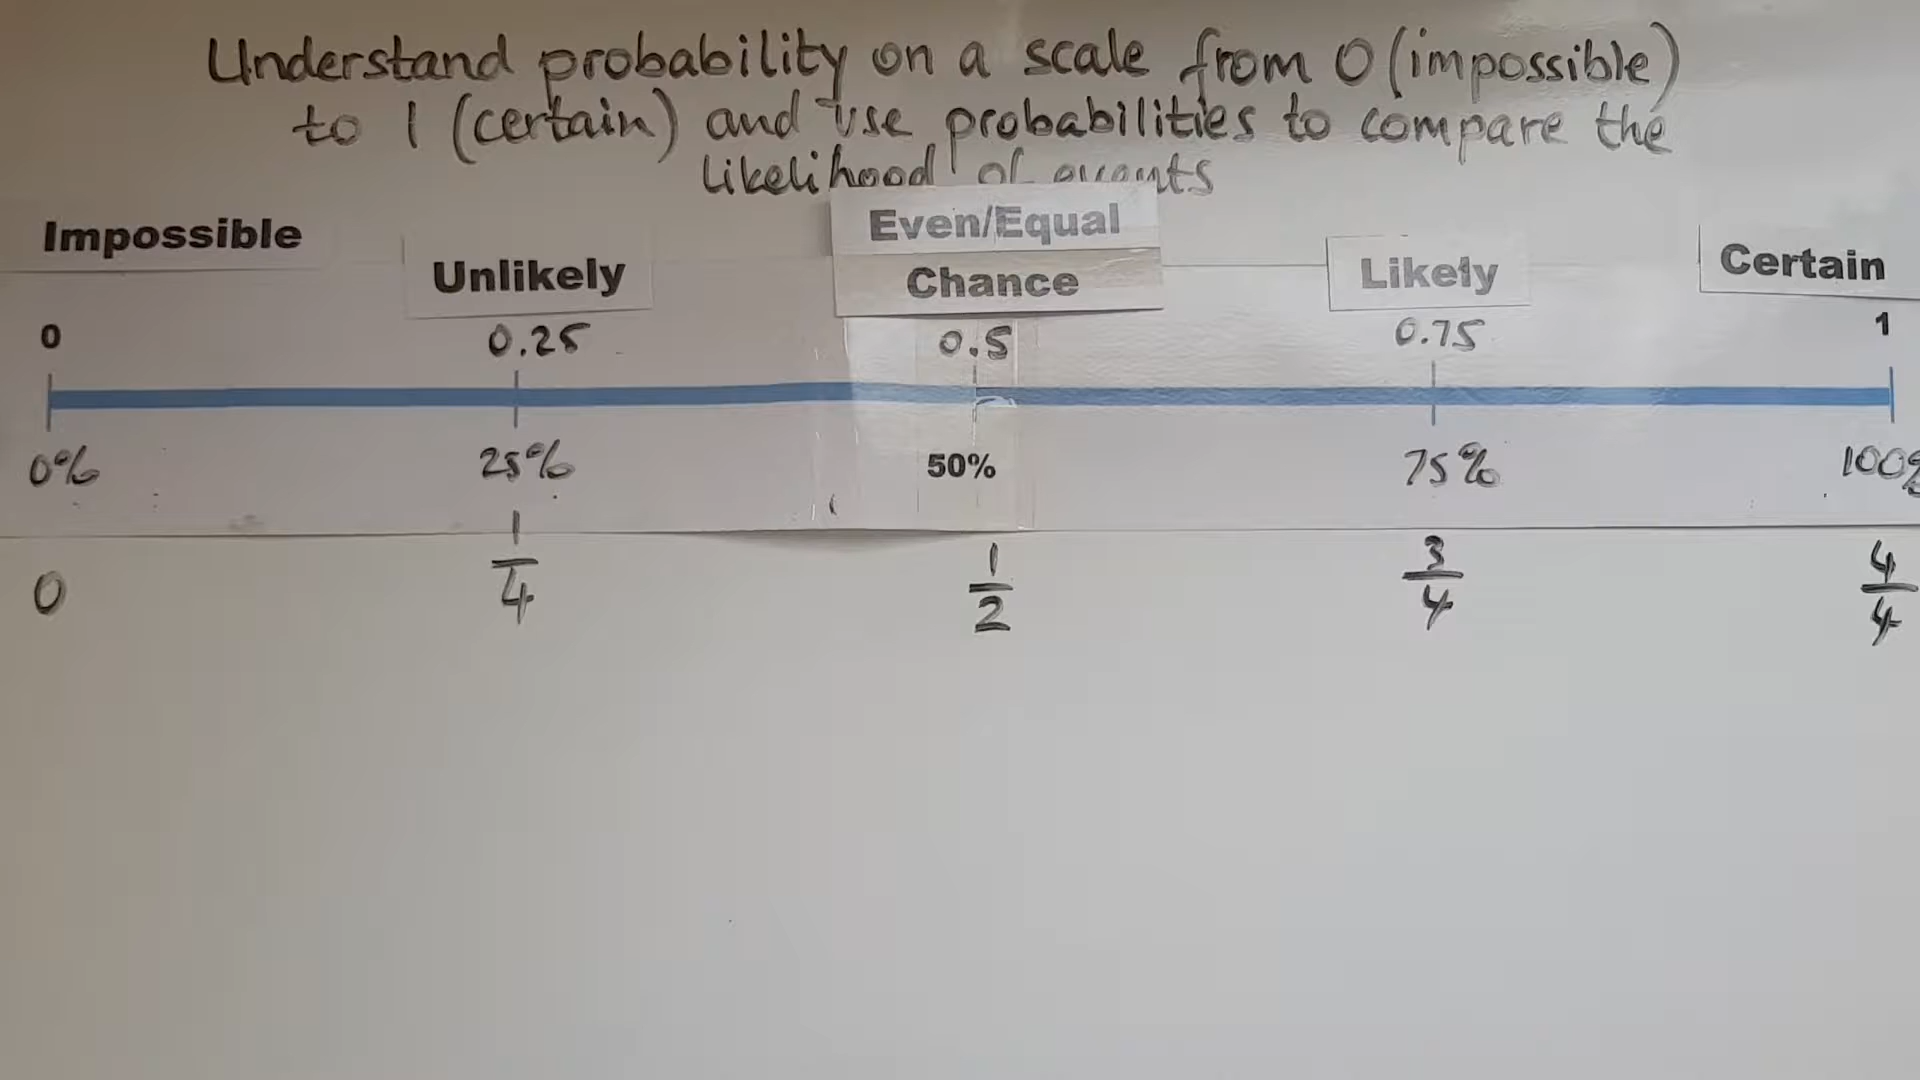 Understand probability on a scale from 0 (impossible)
to 1 (certain) and use probabilities to compare the
likelihood of events
Impossible
Unlikely
Even/Equal
Chance
Likely
Certain
0 0.25 0.5 0.75 1
0% 25% 50% 75% 100%
0 1/4 1/2 3/4 4/4